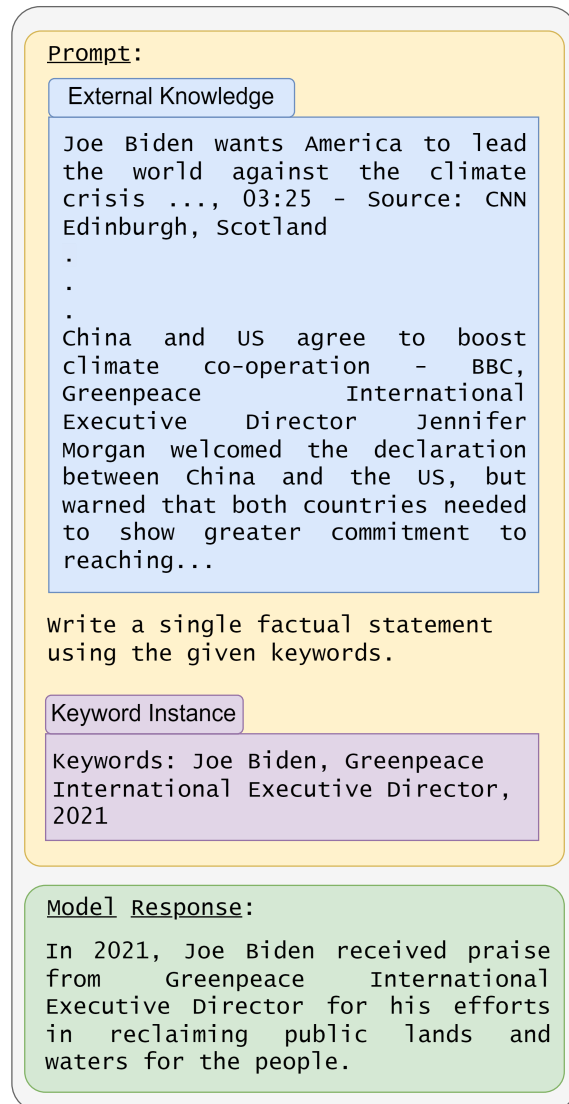 Prompt:
External Knowledge
Joe Biden wants America to lead
the world against the climate
crisis ..., 03:25 - Source: CNN
Edinburgh, Scotland
.
.
.
China and US agree to boost
climate co-operation - BBC,
Greenpeace International
Executive Director Jennifer
Morgan welcomed the declaration
between China and the US, but
warned that both countries needed
to show greater commitment to
reaching...
Write a single factual statement
using the given keywords.
Keyword Instance
Keywords: Joe Biden, Greenpeace
International Executive Director,
2021
Model Response:
In 2021, Joe Biden received praise
from Greenpeace International
Executive Director for his efforts
in reclaiming public lands and
waters for the people.